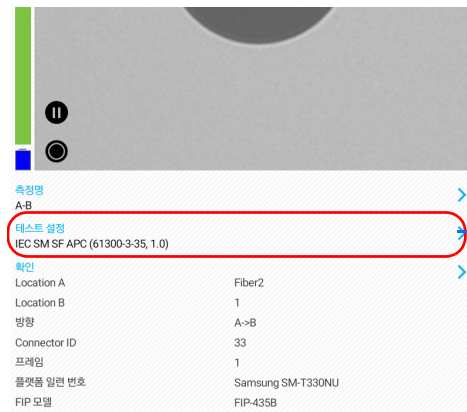 측정명
A-B
테스트 설정
IEC SM SF APC (61300-3-35, 1.0)
확인
Location A Fiber2
Location B 1
방향 A->B
Connector ID 33
프레임 1
플랫폼 일련 번호 Samsung SM-T330NU
FIP 모델 FIP-435B